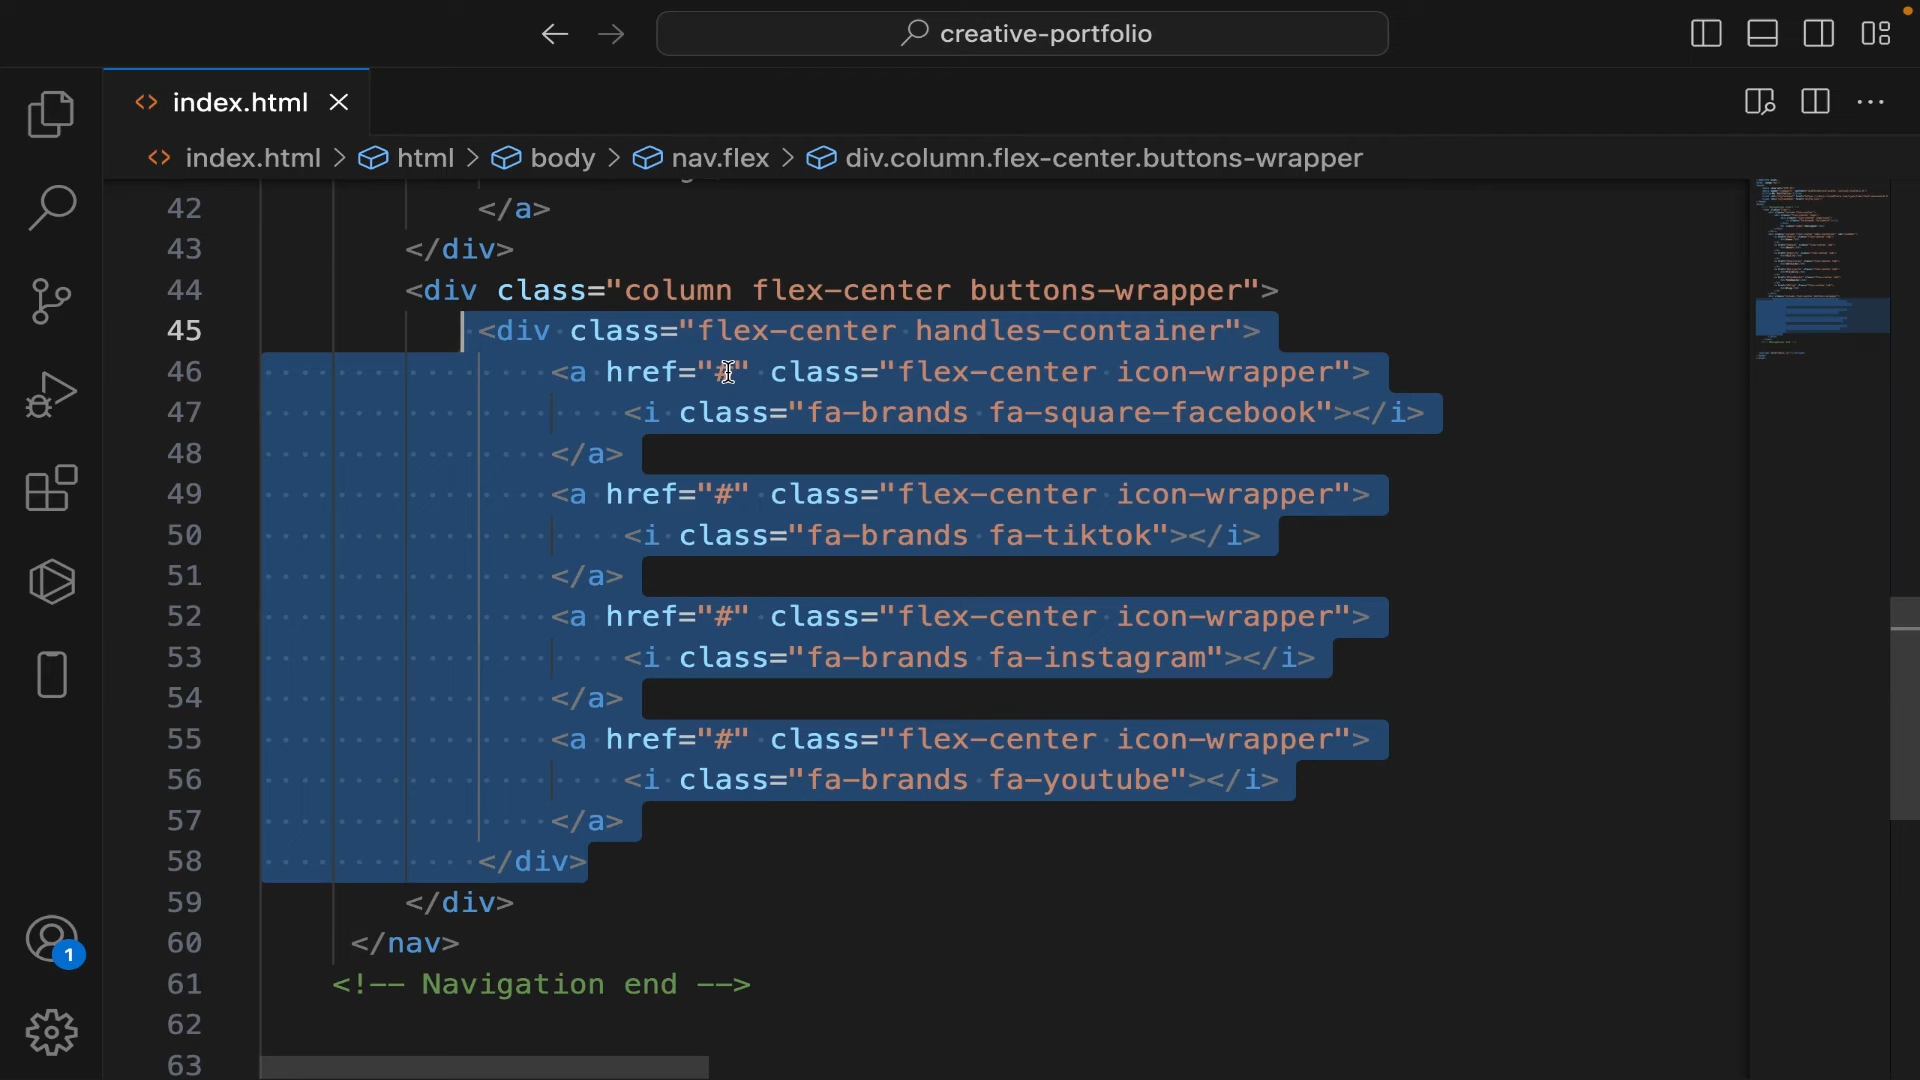 creative-portfolio
index.html
index.html > html > body > nav.flex > div.column.flex-center.buttons-wrapper
42 </a>
43 </div>
44 <div class="column flex-center buttons-wrapper">
45 <div class="flex-center handles-container">
46 <a href="#" class="flex-center icon-wrapper">
47 <i class="fa-brands fa-square-facebook"></i>
48 </a>
49 <a href="#" class="flex-center icon-wrapper">
50 <i class="fa-brands fa-tiktok"></i>
51 </a>
52 <a href="#" class="flex-center icon-wrapper">
53 <i class="fa-brands fa-instagram"></i>
54 </a>
55 <a href="#" class="flex-center icon-wrapper">
56 <i class="fa-brands fa-youtube"></i>
57 </a>
58 </div>
59 </div>
60 </nav>
61 <!-- Navigation end -->
62
63
1